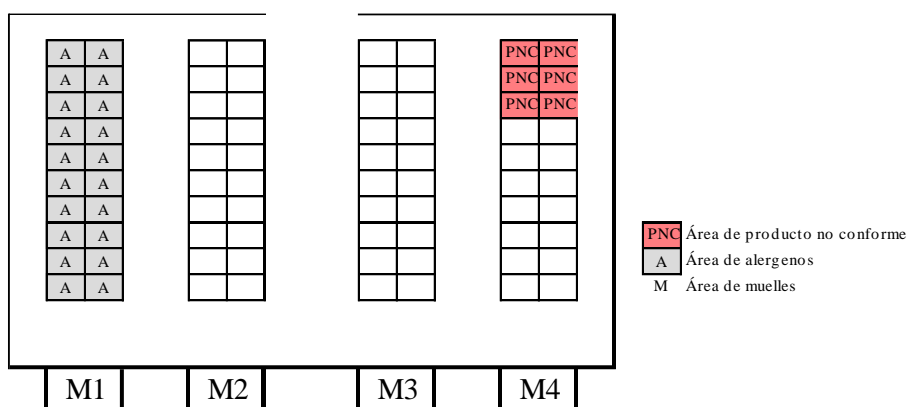 A A PNC PNC
A A PNC PNC
A A PNC PNC
A A
A A
A A
A A
A A
A A
A A
PNC Área de producto no conforme
A Área de alergenos
M Área de muelles
M1 M2 M3 M4